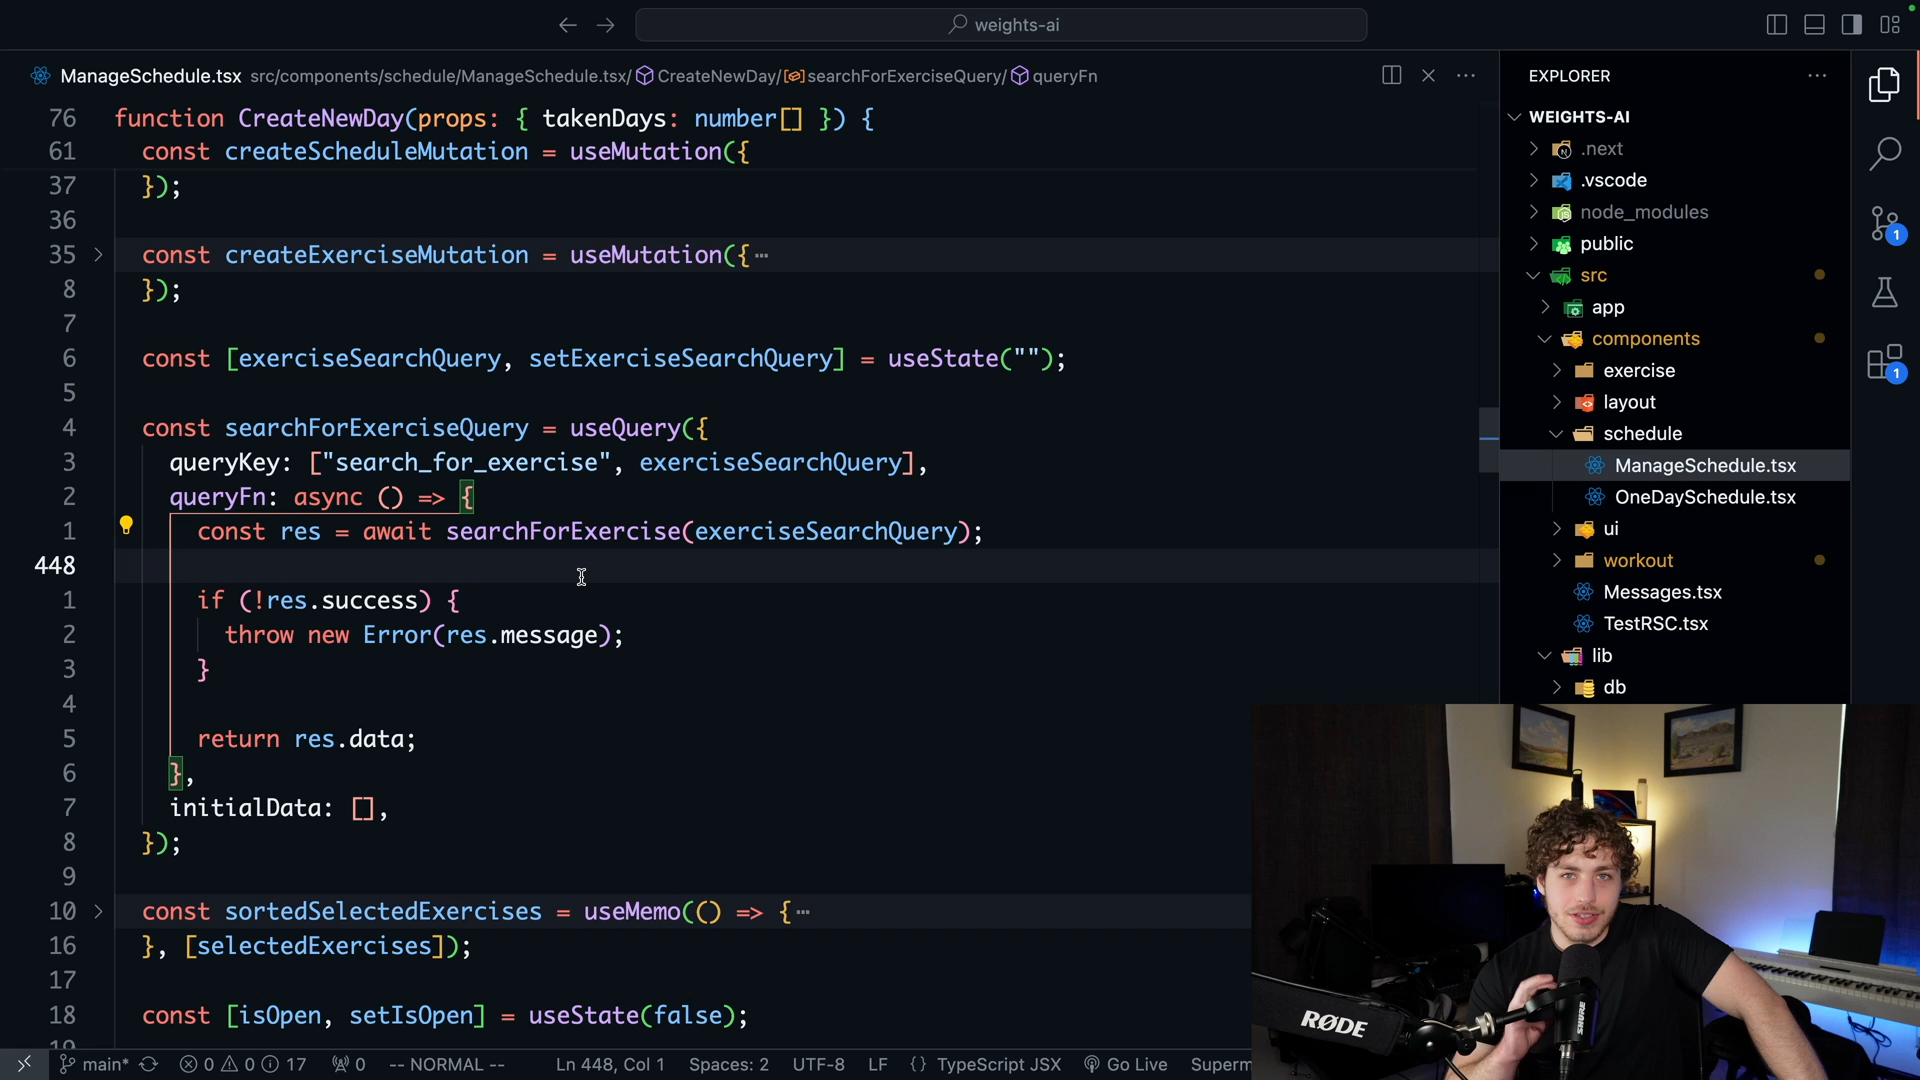 weights-ai
ManageSchedule.tsx src/components/schedule/ManageSchedule.tsx/ CreateNewDay/ searchForExerciseQuery/ queryFn
76 function CreateNewDay(props: { takenDays: number[] }) {
61 const createScheduleMutation = useMutation({
37 });
36
35 const createExerciseMutation = useMutation({⋯
8 });
7
6 const [exerciseSearchQuery, setExerciseSearchQuery] = useState("");
5
4 const searchForExerciseQuery = useQuery({
3 queryKey: ["search_for_exercise", exerciseSearchQuery],
2 queryFn: async () => {
1 const res = await searchForExercise(exerciseSearchQuery);
448
1 if (!res.success) {
2 throw new Error(res.message);
3 }
4
5 return res.data;
6 },
7 initialData: [],
8 });
9
10 const sortedSelectedExercises = useMemo(() => {⋯
16 }, [selectedExercises]);
17
18 const [isOpen, setIsOpen] = useState(false);
19
main* 0 0 17 0 -- NORMAL -- Ln 448, Col 1 Spaces: 2 UTF-8 LF {} TypeScript JSX Go Live Superm
EXPLORER
WEIGHTS-AI
.next
.vscode
node_modules
public
src
app
components
exercise
layout
schedule
ManageSchedule.tsx
OneDaySchedule.tsx
ui
workout
Messages.tsx
TestRSC.tsx
lib
db
1
1
RØDE
SHURE